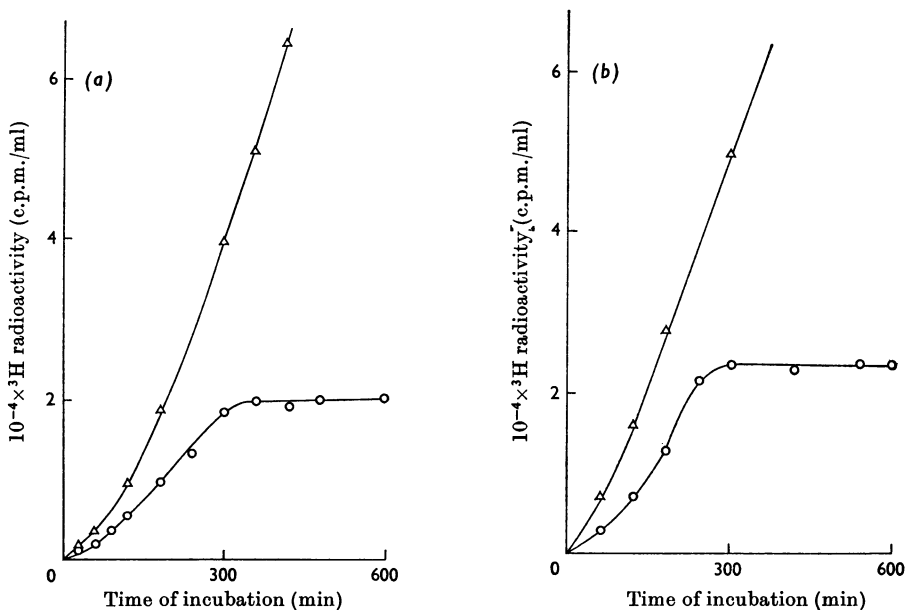 (a)
6
4
2
0
300
600
10⁻⁴×³H radioactivity (c.p.m./ml)
Time of incubation (min)
(b)
6
4
2
0
300
600
10⁻⁴×³H radioactivity (c.p.m./ml)
Time of incubation (min)